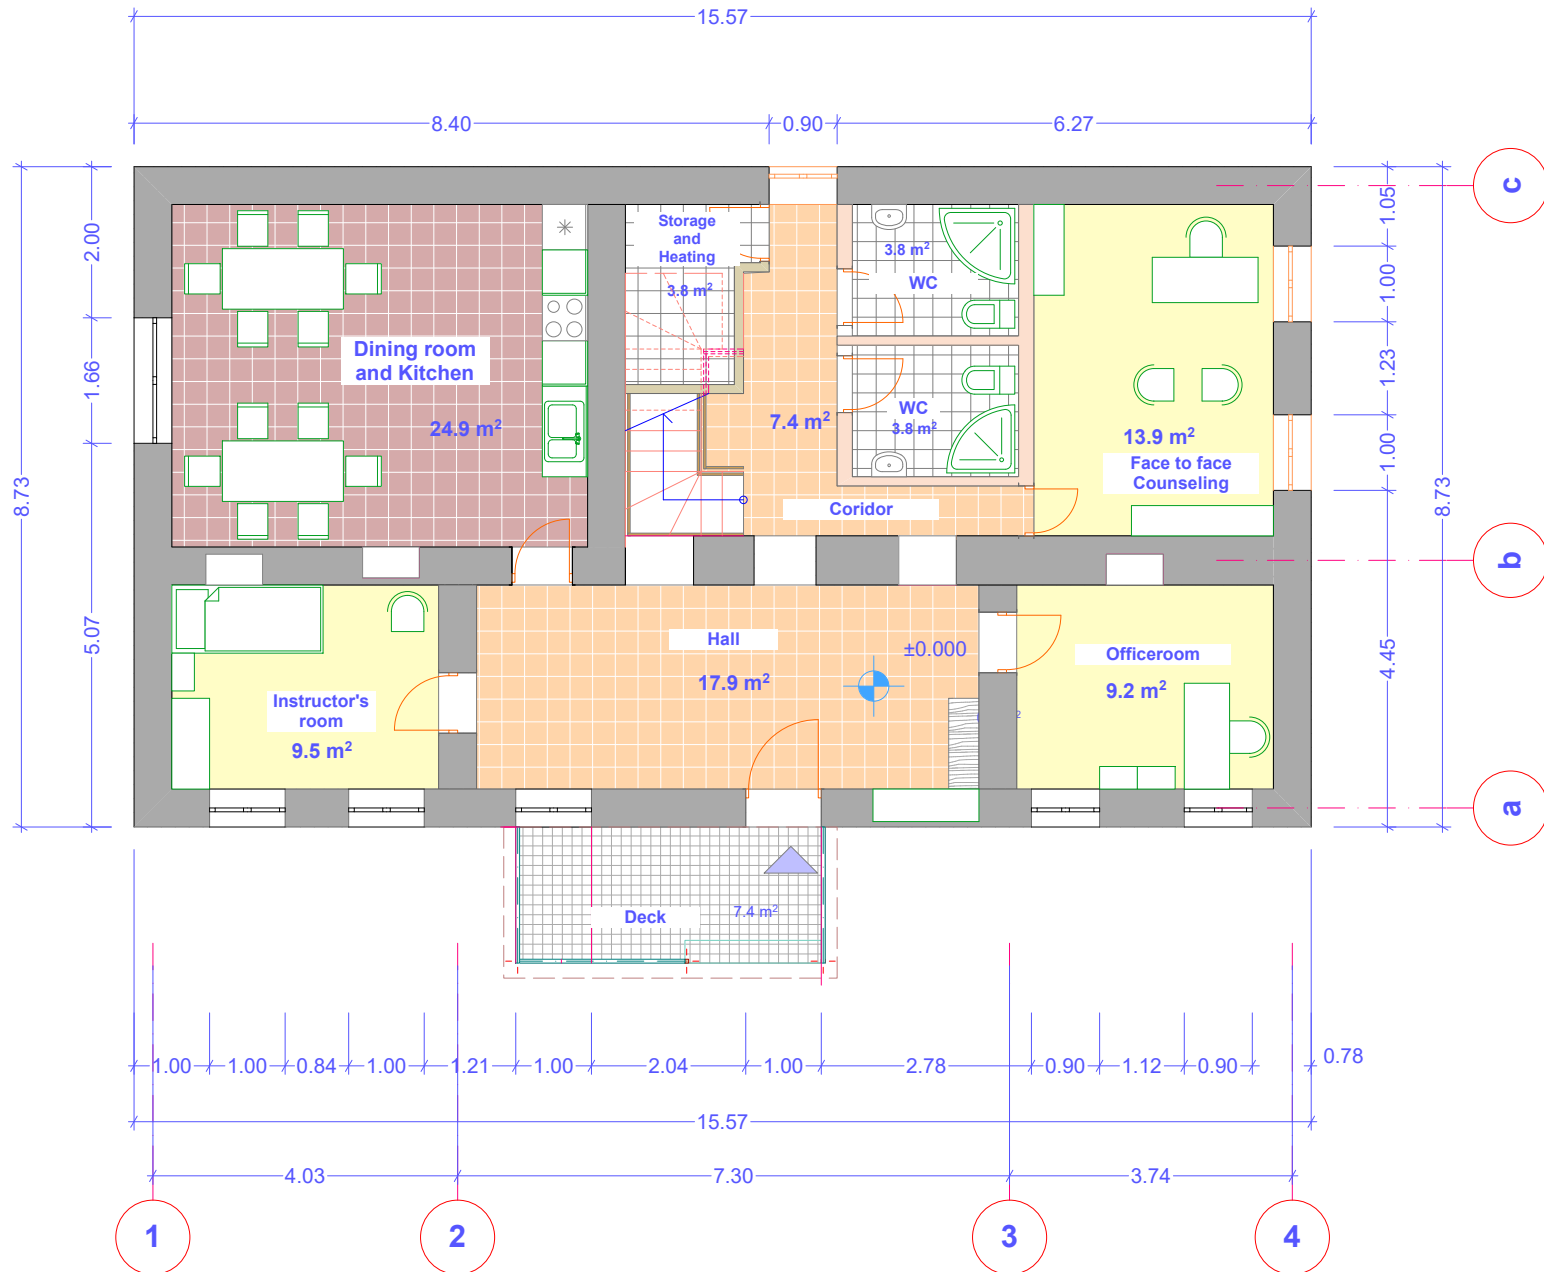 15.57
8.40
0.90
6.27
c
2.00
1.66
5.07
8.73
1.05
1.00
1.23
1.00
4.45
8.73
Storage
and
Heating
3.8 m²
3.8 m²
WC
Dining room
and Kitchen
24.9 m²
7.4 m²
WC
3.8 m²
13.9 m²
Face to face
Counseling
Coridor
b
Hall
17.9 m²
±0.000
Officeroom
9.2 m²
Instructor's
room
9.5 m²
a
Deck
7.4 m²
1.00
1.00
0.84
1.00
1.21
1.00
2.04
1.00
2.78
0.90
1.12
0.90
0.78
15.57
4.03
7.30
3.74
1
2
3
4